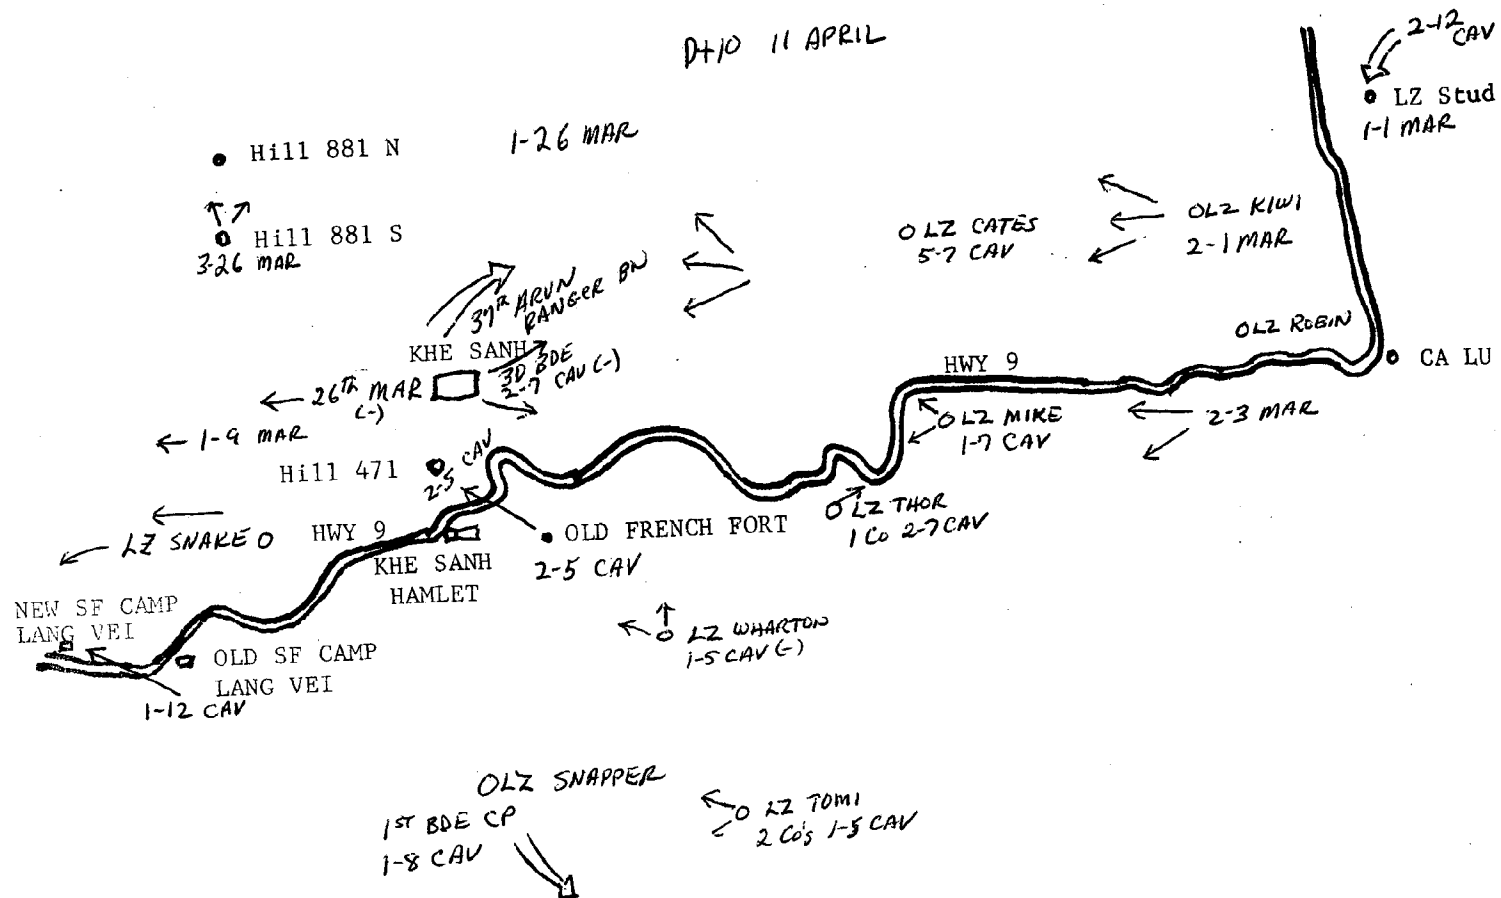 D+10 11 APRIL
2-12
CAV
LZ Stud
1-1 MAR
Hill 881 N
1-26 MAR
Hill 881 S
3-26 MAR
LZ CATES
5-7 CAV
LZ KIWI
2-1 MAR
37TH ARVN
RANGER BN
KHE SANH
3D BDE
2-7 CAV (-)
26TH MAR
(-)
1-9 MAR
Hill 471
2-5 CAV
LZ ROBIN
CA LU
HWY 9
LZ MIKE
1-7 CAV
2-3 MAR
LZ THOR
1 Co 2-7 CAV
LZ SNAKE
HWY 9
KHE SANH
HAMLET
OLD FRENCH FORT
2-5 CAV
NEW SF CAMP
LANG VEI
OLD SF CAMP
LANG VEI
1-12 CAV
LZ WHARTON
1-5 CAV (-)
LZ SNAPPER
1ST BDE CP
1-8 CAV
LZ TOMI
2 Co's 1-5 CAV